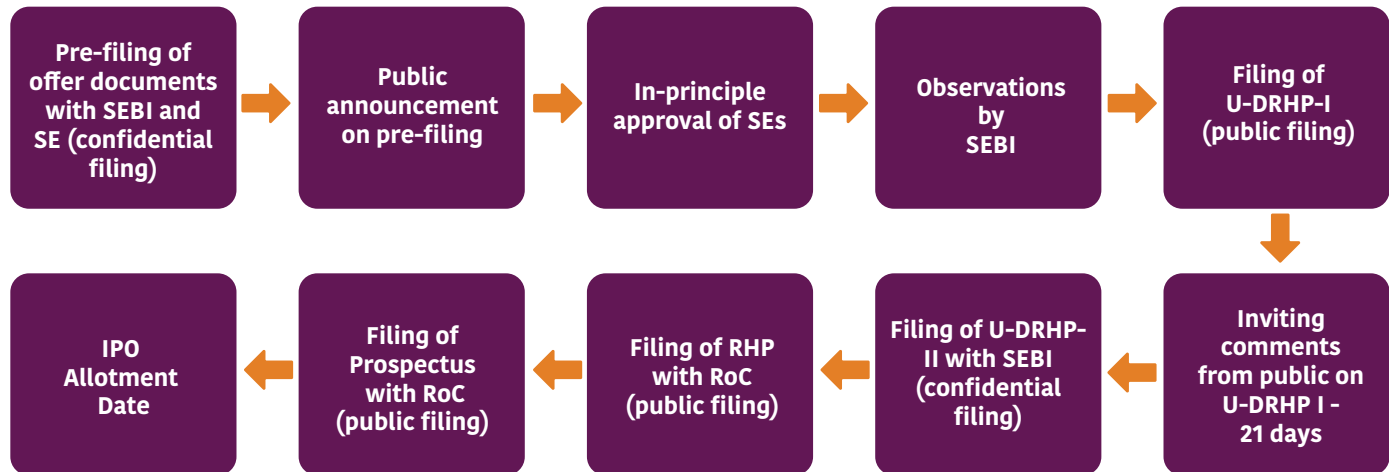 Pre-filing of
offer documents
with SEBI and
SE (confidential
filing)
Public
announcement
on pre-filing
In-principle
approval of SEs
Observations
by
SEBI
Filing of
U-DRHP-I
(public filing)
Inviting
comments
from public on
U-DRHP I -
21 days
Filing of U-DRHP-
II with SEBI
(confidential
filing)
Filing of RHP
with RoC
(public filing)
Filing of
Prospectus
with RoC
(public filing)
IPO
Allotment
Date